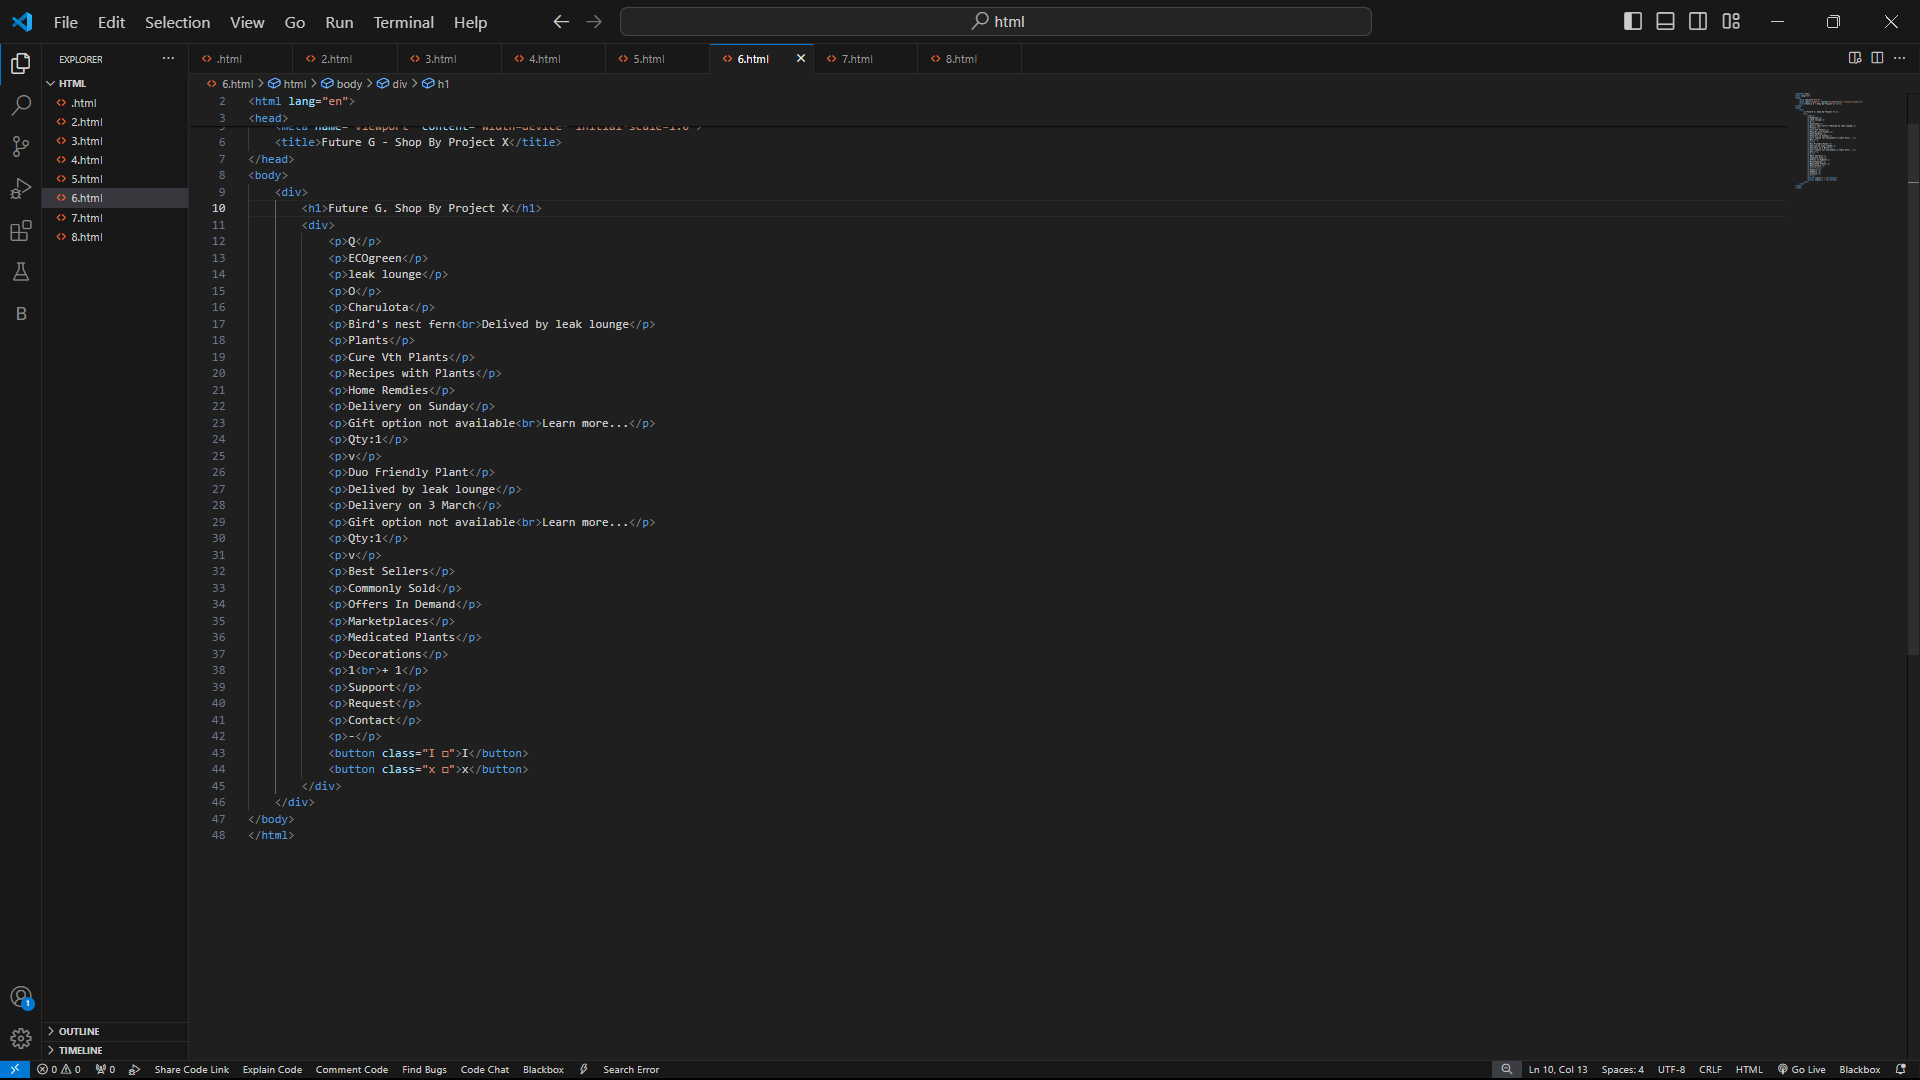 File Edit Selection View Go Run Terminal Help
html
EXPLORER
.html 2.html 3.html 4.html 5.html 6.html 7.html 8.html
HTML
.html
2.html
3.html
4.html
5.html
6.html
7.html
8.html
6.html > html > body > div > h1
2 <html lang="en">
3 <head>
6 <title>Future G - Shop By Project X</title>
7 </head>
8 <body>
9 <div>
10 <h1>Future G. Shop By Project X</h1>
11 <div>
12 <p>Q</p>
13 <p>ECOgreen</p>
14 <p>leak lounge</p>
15 <p>O</p>
16 <p>Charulota</p>
17 <p>Bird's nest fern<br>Delived by leak lounge</p>
18 <p>Plants</p>
19 <p>Cure Vth Plants</p>
20 <p>Recipes with Plants</p>
21 <p>Home Remdies</p>
22 <p>Delivery on Sunday</p>
23 <p>Gift option not available<br>Learn more...</p>
24 <p>Qty:1</p>
25 <p>v</p>
26 <p>Duo Friendly Plant</p>
27 <p>Delived by leak lounge</p>
28 <p>Delivery on 3 March</p>
29 <p>Gift option not available<br>Learn more...</p>
30 <p>Qty:1</p>
31 <p>v</p>
32 <p>Best Sellers</p>
33 <p>Commonly Sold</p>
34 <p>Offers In Demand</p>
35 <p>Marketplaces</p>
36 <p>Medicated Plants</p>
37 <p>Decorations</p>
38 <p>1<br>+ 1</p>
39 <p>Support</p>
40 <p>Request</p>
41 <p>Contact</p>
42 <p>-</p>
43 <button class="I □">I</button>
44 <button class="x □">x</button>
45 </div>
46 </div>
47 </body>
48 </html>
B
1
OUTLINE
TIMELINE
0 0 0 Share Code Link Explain Code Comment Code Find Bugs Code Chat Blackbox Search Error Ln 10, Col 13 Spaces: 4 UTF-8 CRLF HTML Go Live Blackbox